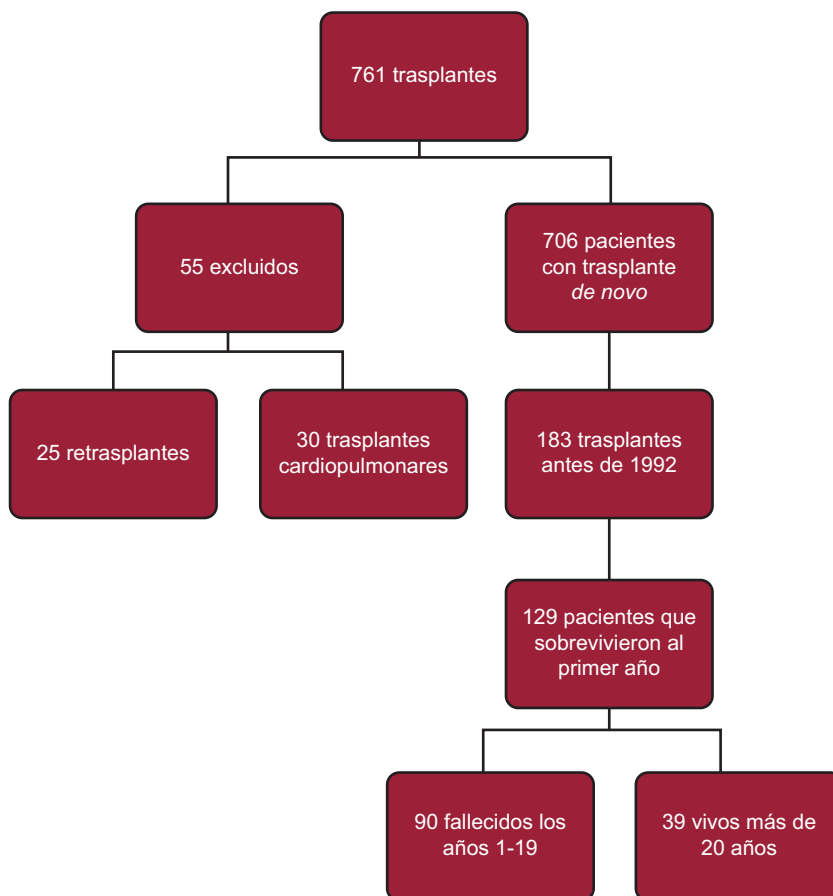 761 trasplantes
55 excluidos
706 pacientes
con trasplante
de novo
25 retrasplantes
30 trasplantes
cardiopulmonares
183 trasplantes
antes de 1992
129 pacientes que
sobrevivieron al
primer año
90 fallecidos los
años 1-19
39 vivos más de
20 años